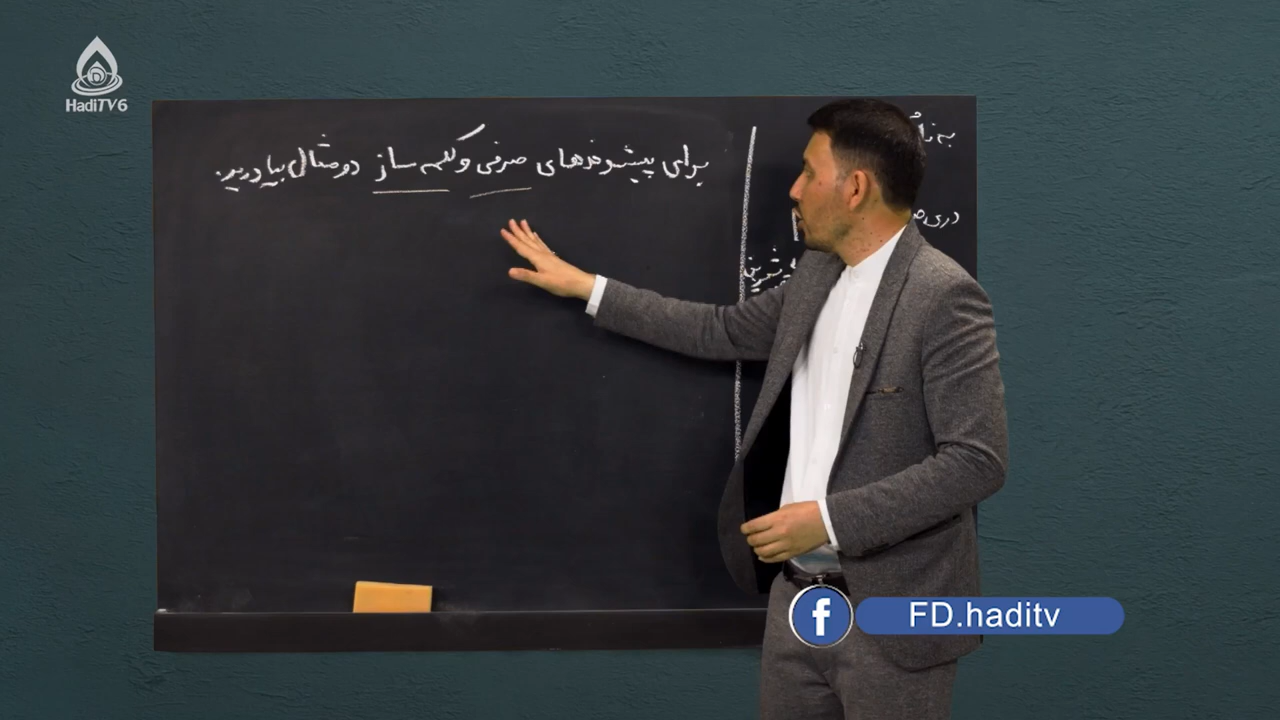 HadiTV6
برای پیشوندهای صرفی و کلمه ساز دو مثال بیاورید.
FD.haditv